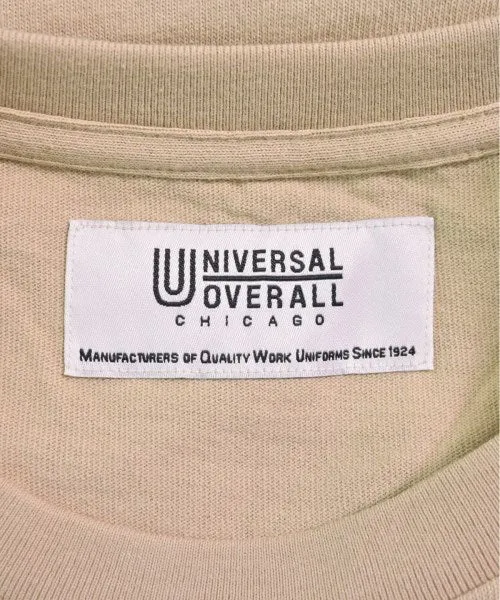 UNIVERSAL
OVERALL
CHICAGO
MANUFACTURERS OF QUALITY WORK UNIFORMS SINCE 1924